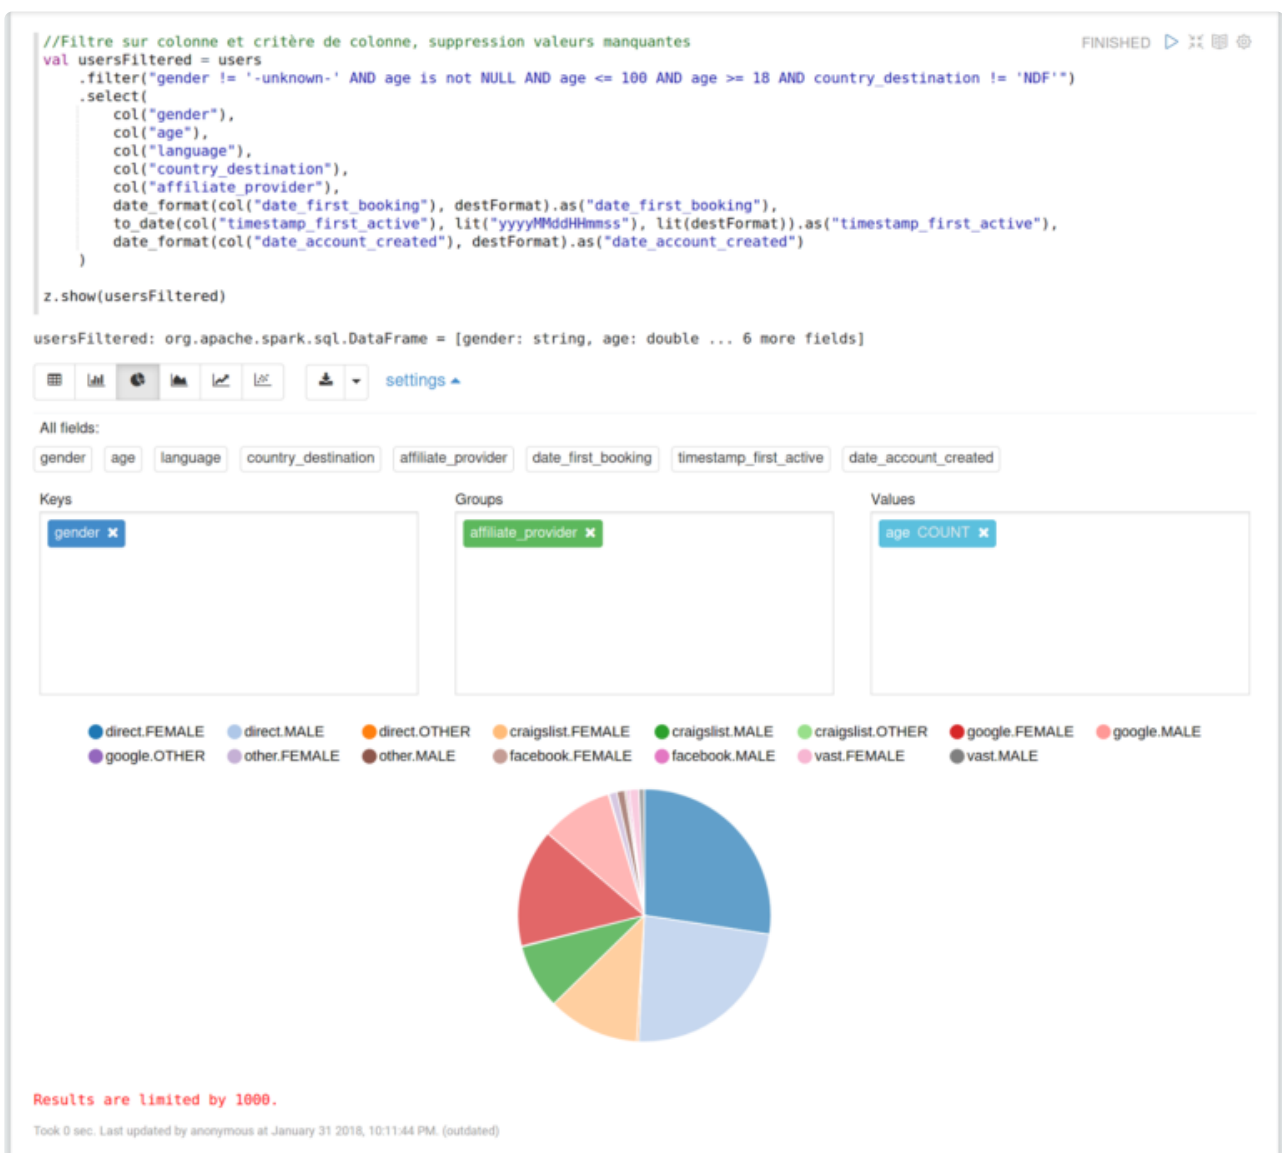 //Filtre sur colonne et critère de colonne, suppression valeurs manquantes
FINISHED
val usersFiltered = users
.filter("gender != '-unknown-' AND age is not NULL AND age <= 100 AND age >= 18 AND country_destination != 'NDF'")
.select(
col("gender"),
col("age"),
col("language"),
col("country_destination"),
col("affiliate_provider"),
date_format(col("date_first_booking"), destFormat).as("date_first_booking"),
to_date(col("timestamp_first_active"), lit("yyyyMMddHHmmss"), lit(destFormat)).as("timestamp_first_active"),
date_format(col("date_account_created"), destFormat).as("date_account_created")
)
z.show(usersFiltered)
usersFiltered: org.apache.spark.sql.DataFrame = [gender: string, age: double ... 6 more fields]
settings
All fields:
gender age language country_destination affiliate_provider date_first_booking timestamp_first_active date_account_created
Keys Groups Values
gender affiliate_provider age COUNT
direct.FEMALE direct.MALE direct.OTHER craigslist.FEMALE craigslist.MALE craigslist.OTHER google.FEMALE google.MALE
google.OTHER other.FEMALE other.MALE facebook.FEMALE facebook.MALE vast.FEMALE vast.MALE
Results are limited by 1000.
Took 0 sec. Last updated by anonymous at January 31 2018, 10:11:44 PM. (outdated)